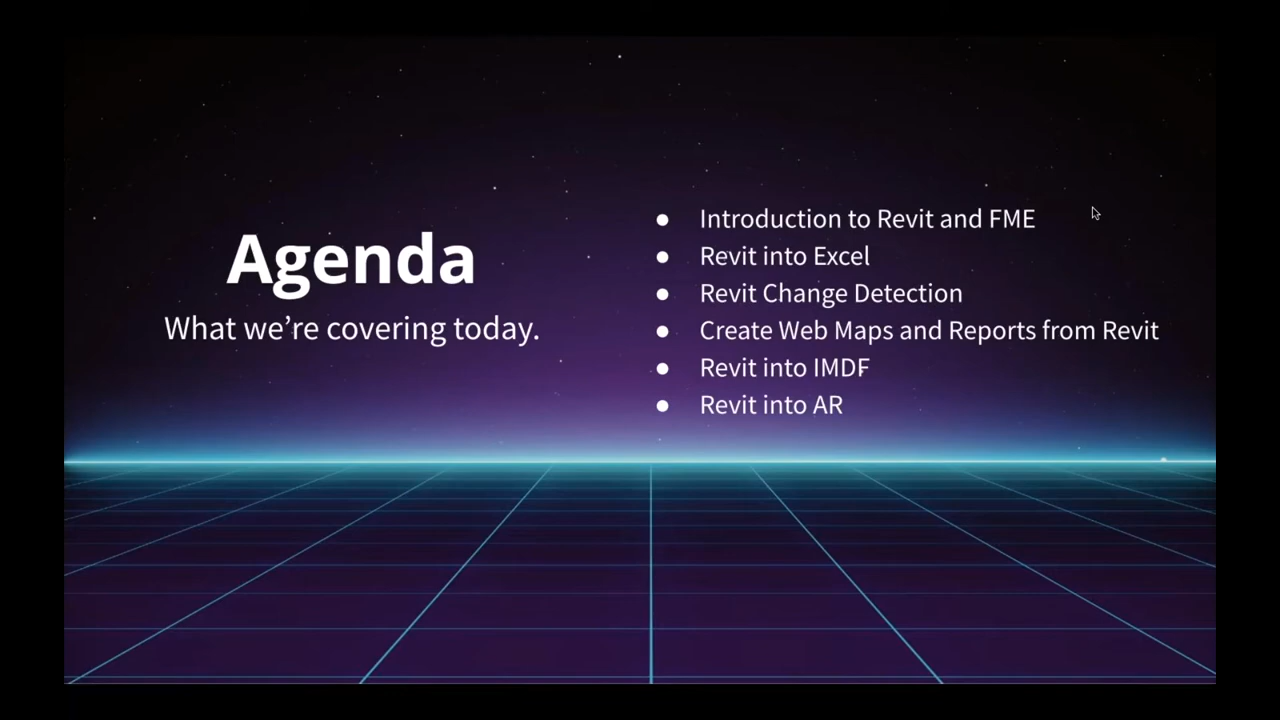 Agenda
What we’re covering today.
● Introduction to Revit and FME
● Revit into Excel
● Revit Change Detection
● Create Web Maps and Reports from Revit
● Revit into IMDF
● Revit into AR